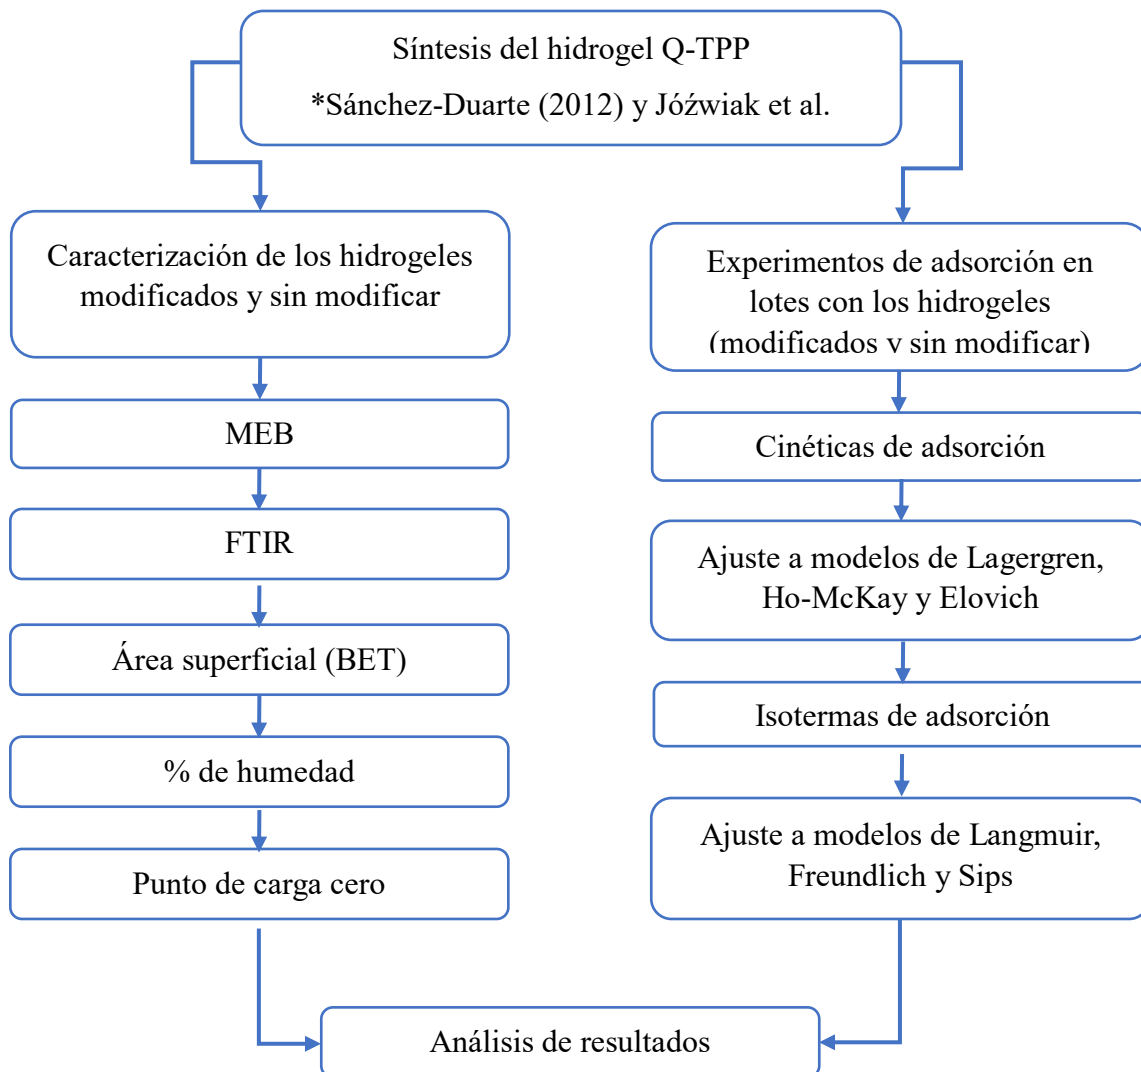 Síntesis del hidrogel Q-TPP
*Sánchez-Duarte (2012) y Jóźwiak et al.
Caracterización de los hidrogeles
modificados y sin modificar
MEB
FTIR
Área superficial (BET)
% de humedad
Punto de carga cero
Experimentos de adsorción en
lotes con los hidrogeles
(modificados y sin modificar)
Cinéticas de adsorción
Ajuste a modelos de Lagergren,
Ho-McKay y Elovich
Isotermas de adsorción
Ajuste a modelos de Langmuir,
Freundlich y Sips
Análisis de resultados